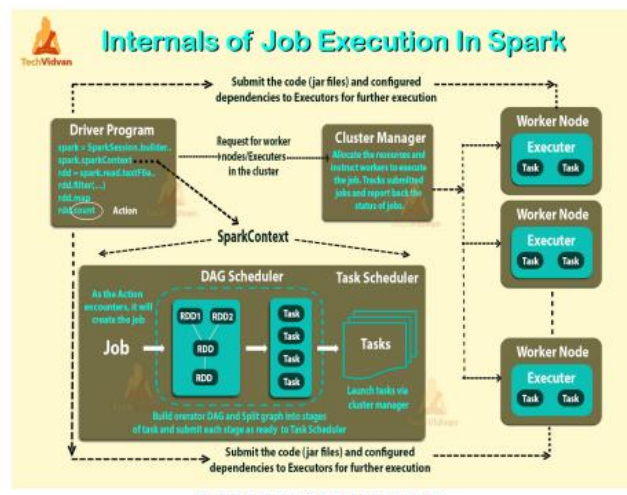 Internals of Job Execution In Spark
TechVidvan
Submit the code (jar files) and configured
dependencies to Executors for further execution
Driver Program
spark = SparkSession.builder..
spark.sparkContext
rdd = spark.read.textFile..
rdd.filter(...)
rdd.map
rdd.count
Action
Request for worker
nodes/Executers
in the cluster
Cluster Manager
Allocate the resources and
instruct workers to execute
the job. Tracks submitted
jobs and report back the
status of jobs.
Worker Node
Executer
Task Task
Worker Node
Executer
Task Task
Worker Node
Executer
Task Task
SparkContext
DAG Scheduler
Task Scheduler
As the Action
encounters, it will
create the job
Job
RDD1 RDD2
RDD
RDD
Task
Task
Task
Task
Tasks
Launch tasks via
cluster manager
Build orerator DAG and Split graph into stages
of task and submit each stage as ready to Task Scheduler
Submit the code (jar files) and configured
dependencies to Executors for further execution